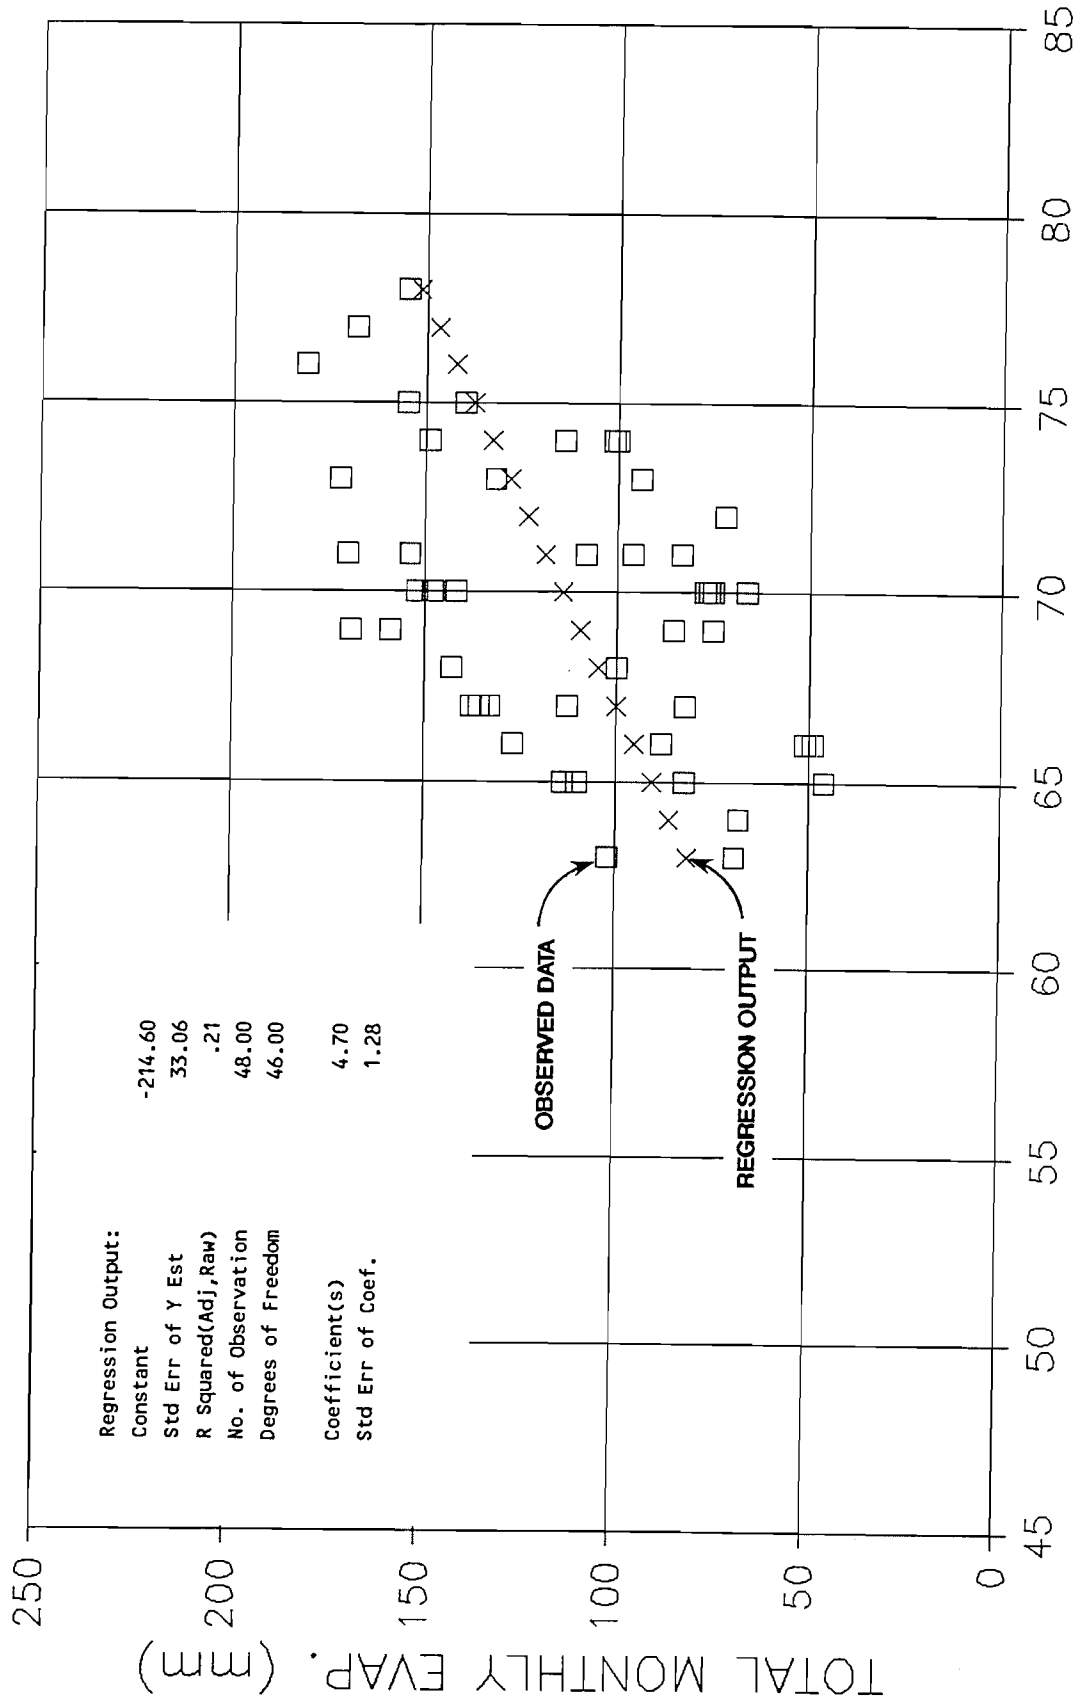 250
200
150
100
50
0
TOTAL MONTHLY EVAP. (mm)
Regression Output:
Constant -214.60
Std Err of Y Est 33.06
R Squared(Adj,Raw) .21
No. of Observation 48.00
Degrees of Freedom 46.00
Coefficient(s) 4.70
Std Err of Coef. 1.28
OBSERVED DATA
REGRESSION OUTPUT
45 50 55 60 65 70 75 80 85